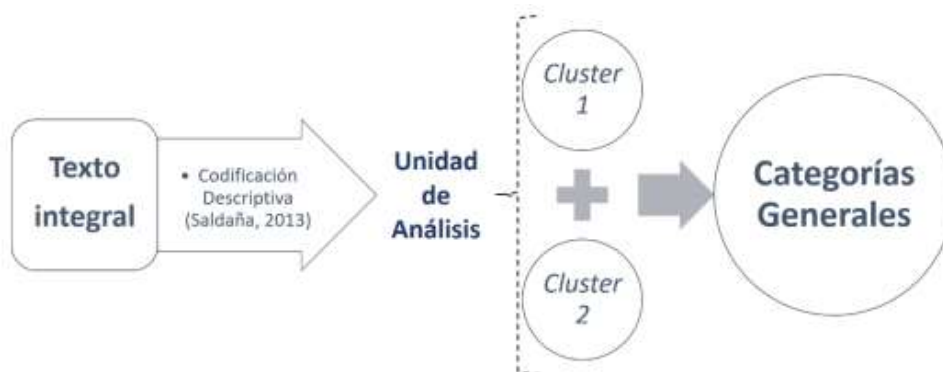 Texto
integral
• Codificación
Descriptiva
(Saldaña, 2013)
Unidad
de
Análisis
Cluster
1
Cluster
2
Categorías
Generales